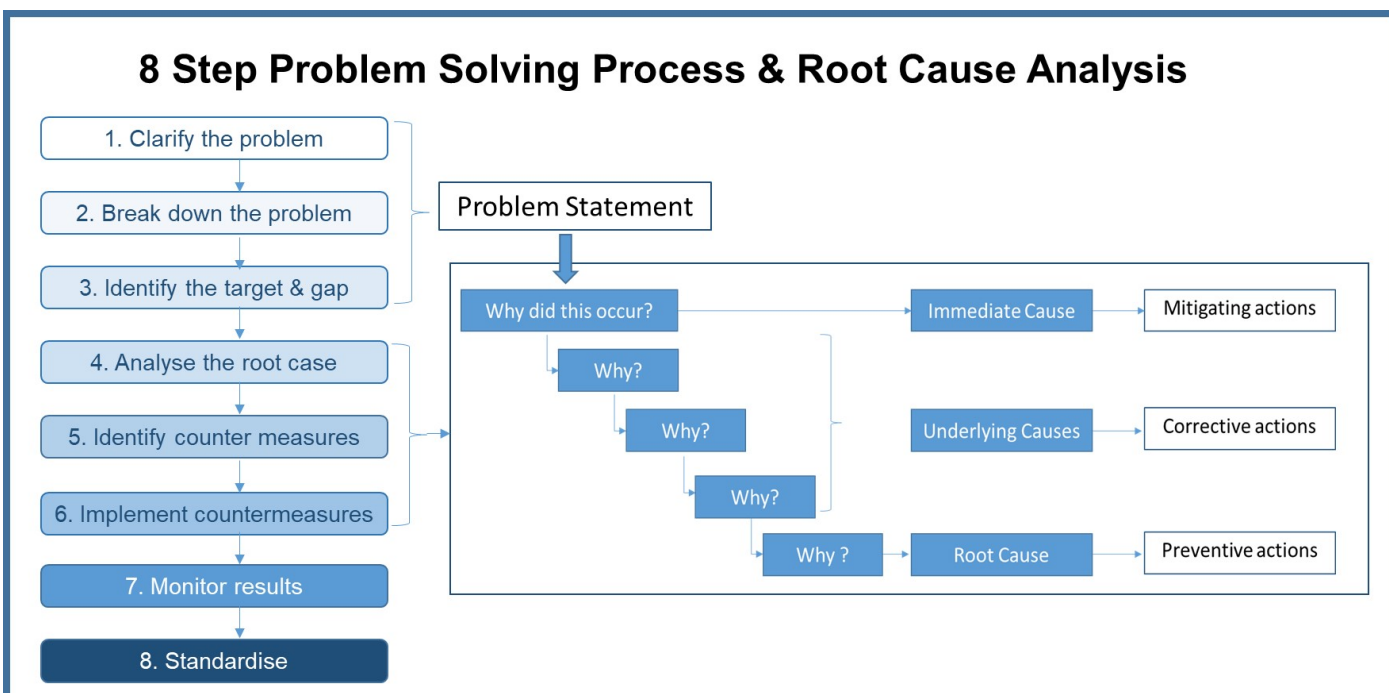 8 Step Problem Solving Process & Root Cause Analysis
1. Clarify the problem
2. Break down the problem
3. Identify the target & gap
4. Analyse the root case
5. Identify counter measures
6. Implement countermeasures
7. Monitor results
8. Standardise
Problem Statement
Why did this occur?
Immediate Cause
Mitigating actions
Why?
Why?
Underlying Causes
Corrective actions
Why?
Why ?
Root Cause
Preventive actions